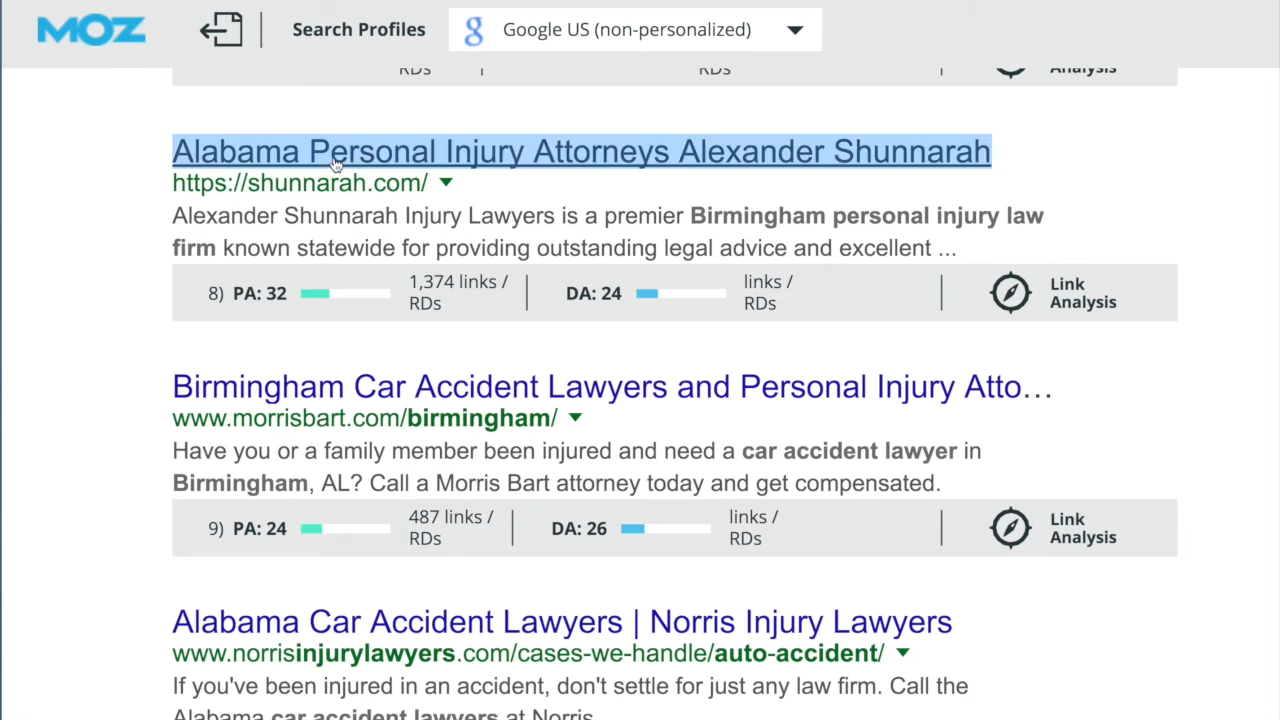 MOZ
Search Profiles
Google US (non-personalized)
RDs
RDs
Analysis
Alabama Personal Injury Attorneys Alexander Shunnarah
https://shunnarah.com/
Alexander Shunnarah Injury Lawyers is a premier Birmingham personal injury law
firm known statewide for providing outstanding legal advice and excellent ...
8) PA: 32
1,374 links /
RDs
DA: 24
links /
RDs
Link
Analysis
Birmingham Car Accident Lawyers and Personal Injury Atto...
www.morrisbart.com/birmingham/
Have you or a family member been injured and need a car accident lawyer in
Birmingham, AL? Call a Morris Bart attorney today and get compensated.
9) PA: 24
487 links /
RDs
DA: 26
links /
RDs
Link
Analysis
Alabama Car Accident Lawyers | Norris Injury Lawyers
www.norrisinjurylawyers.com/cases-we-handle/auto-accident/
If you've been injured in an accident, don't settle for just any law firm. Call the
Alabama car accident lawyers at Norris